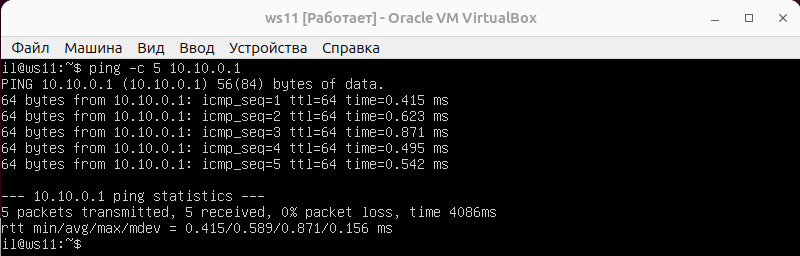 ws11 [Работает] - Oracle VM VirtualBox
Файл Машина Вид Ввод Устройства Справка
il@ws11:~$ ping -c 5 10.10.0.1
PING 10.10.0.1 (10.10.0.1) 56(84) bytes of data.
64 bytes from 10.10.0.1: icmp_seq=1 ttl=64 time=0.415 ms
64 bytes from 10.10.0.1: icmp_seq=2 ttl=64 time=0.623 ms
64 bytes from 10.10.0.1: icmp_seq=3 ttl=64 time=0.871 ms
64 bytes from 10.10.0.1: icmp_seq=4 ttl=64 time=0.495 ms
64 bytes from 10.10.0.1: icmp_seq=5 ttl=64 time=0.542 ms
--- 10.10.0.1 ping statistics ---
5 packets transmitted, 5 received, 0% packet loss, time 4086ms
rtt min/avg/max/mdev = 0.415/0.589/0.871/0.156 ms
il@ws11:~$